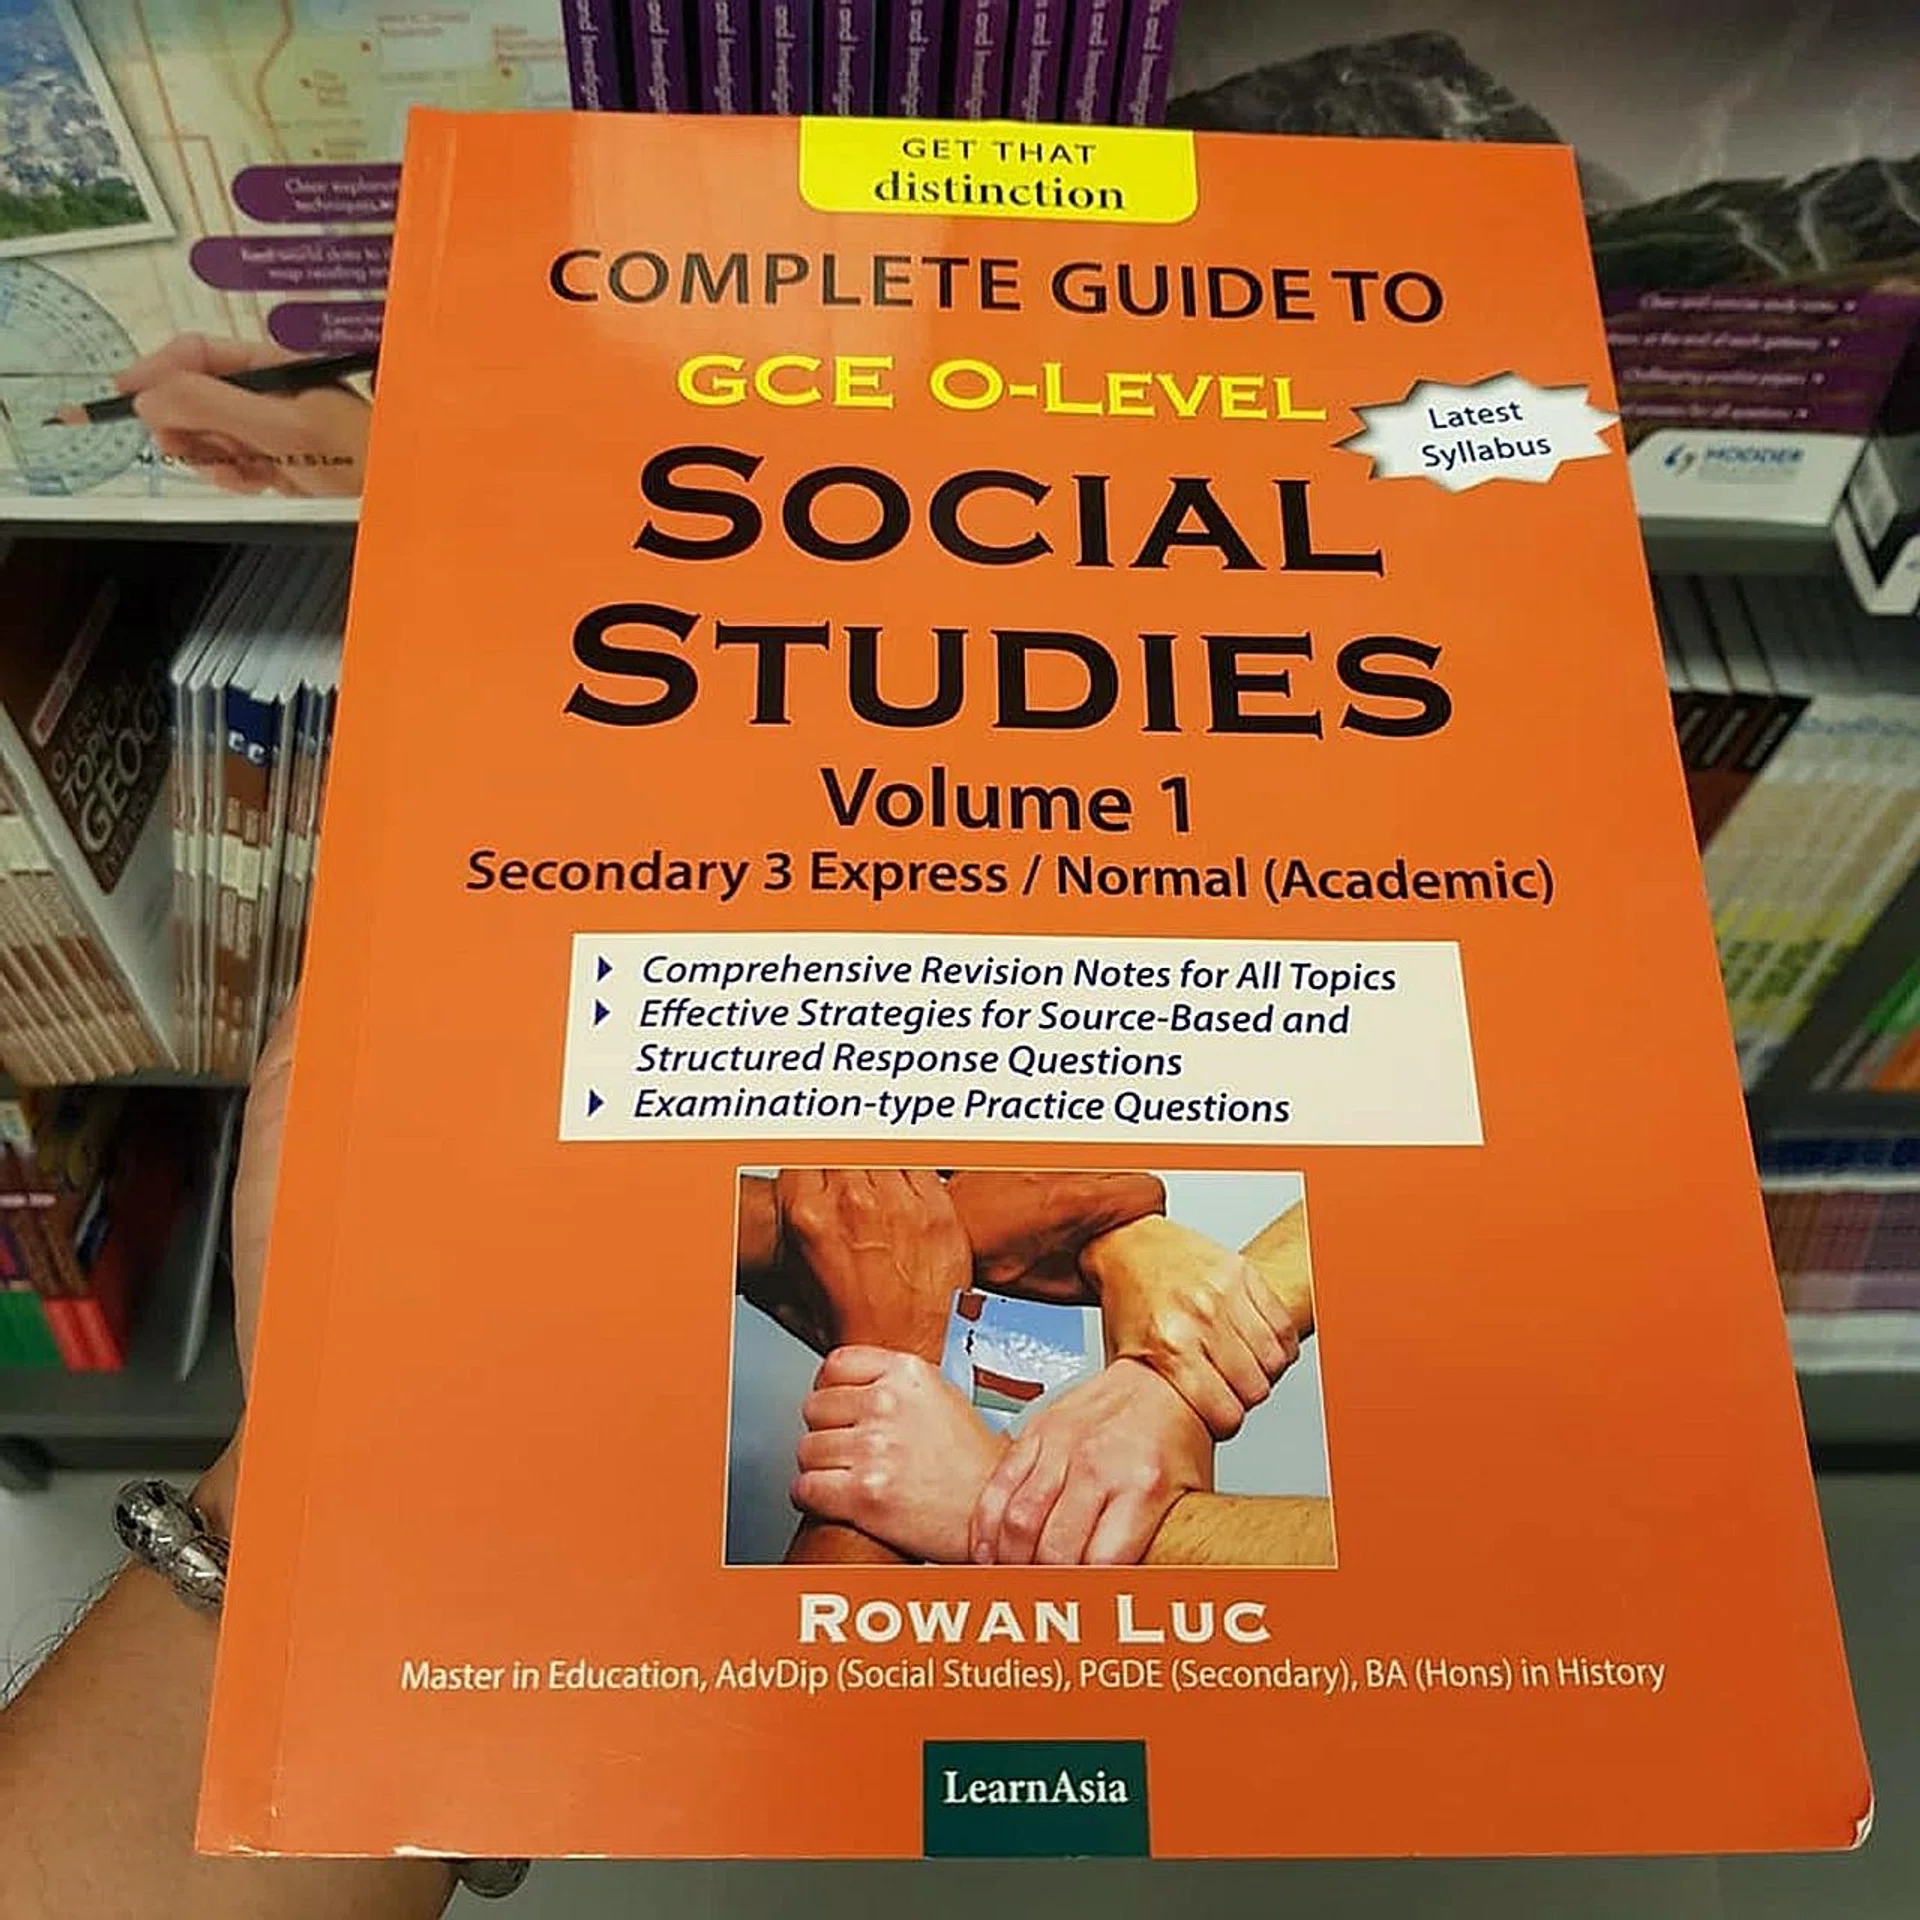 GET THAT
distinction
COMPLETE GUIDE TO
GCE O-LEVEL
Latest
Syllabus
SOCIAL
STUDIES
Volume 1
Secondary 3 Express / Normal (Academic)
Comprehensive Revision Notes for All Topics
Effective Strategies for Source-Based and
Structured Response Questions
Examination-type Practice Questions
ROWAN LUC
Master in Education, AdvDip (Social Studies), PGDE (Secondary), BA (Hons) in History
LearnAsia
HODDER